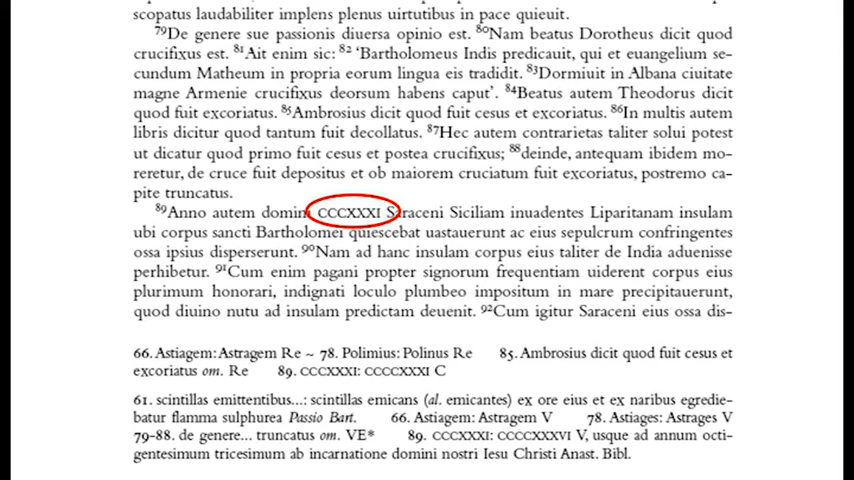 scopatus laudabiliter implens plenus uirtutibus in pace quieuit.
79De genere sue passionis diuersa opinio est. 80Nam beatus Dorotheus dicit quod
crucifixus est. 81Ait enim sic: 82 ‘Bartholomeus Indis predicauit, qui et euangelium se-
cundum Matheum in propria eorum lingua eis tradidit. 83Dormiuit in Albana ciuitate
magne Armenie crucifixus deorsum habens caput’. 84Beatus autem Theodorus dicit
quod fuit excoriatus. 85Ambrosius dicit quod fuit cesus et excoriatus. 86In multis autem
libris dicitur quod tantum fuit decollatus. 87Hec autem contrarietas taliter solui potest
ut dicatur quod primo fuit cesus et postea crucifixus; 88deinde, antequam ibidem mo-
reretur, de cruce fuit depositus et ob maiorem cruciatum fuit excoriatus, postremo ca-
pite truncatus.
89Anno autem domini CCCXXXI Saraceni Siciliam inuadentes Liparitanam insulam
ubi corpus sancti Bartholomei quiescebat uastauerunt ac eius sepulcrum confringentes
ossa ipsius disperserunt. 90Nam ad hanc insulam corpus eius taliter de India aduenisse
perhibetur. 91Cum enim pagani propter signorum frequentiam uiderent corpus eius
plurimum honorari, indignati loculo plumbeo impositum in mare precipitauerunt,
quod diuino nutu ad insulam predictam deuenit. 92Cum igitur Saraceni eius ossa dis-
66. Astiagem: Astragem Re ~ 78. Polimius: Polinus Re 85. Ambrosius dicit quod fuit cesus et
excoriatus om. Re 89. CCCXXXI: CCCCXXXI C
61. scintillas emittentibus...: scintillas emicans (al. emicantes) ex ore eius et ex naribus egredie-
batur flamma sulphurea Passio Bart. 66. Astiagem: Astragem V 78. Astiages: Astrages V
79-88. de genere... truncatus om. VE* 89. CCCXXXI: CCCCXXXVI V, usque ad annum octi-
gentesimum tricesimum ab incarnatione domini nostri Iesu Christi Anast. Bibl.